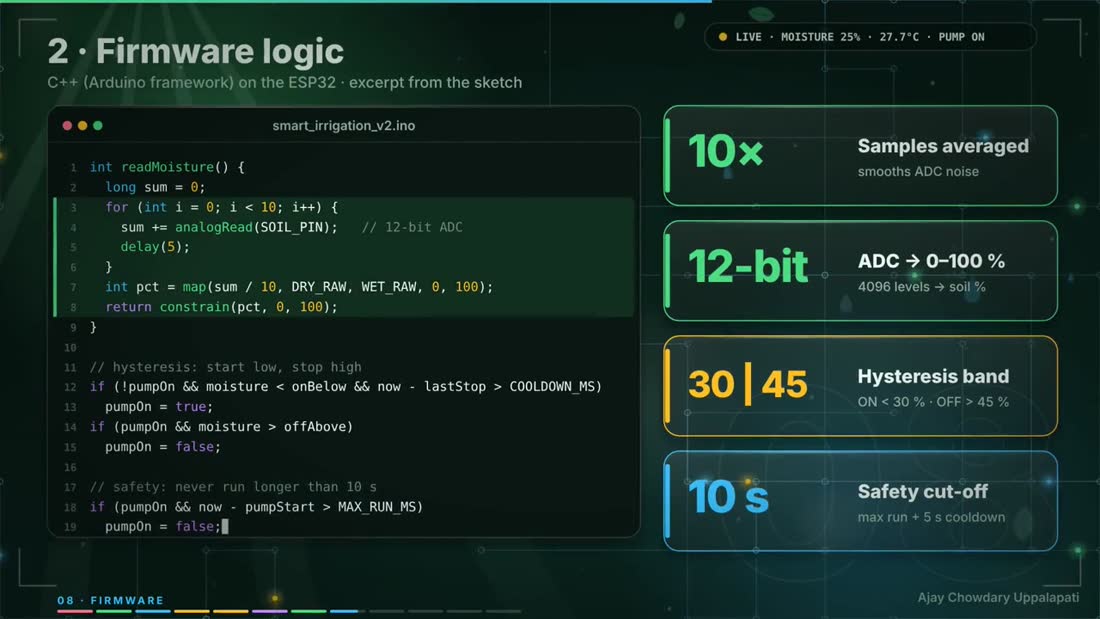 2 · Firmware logic
C++ (Arduino framework) on the ESP32 · excerpt from the sketch
LIVE · MOISTURE 25% · 27.7°C · PUMP ON
smart_irrigation_v2.ino
1 int readMoisture() {
2 long sum = 0;
3 for (int i = 0; i < 10; i++) {
4 sum += analogRead(SOIL_PIN); // 12-bit ADC
5 delay(5);
6 }
7 int pct = map(sum / 10, DRY_RAW, WET_RAW, 0, 100);
8 return constrain(pct, 0, 100);
9 }
10
11 // hysteresis: start low, stop high
12 if (!pumpOn && moisture < onBelow && now - lastStop > COOLDOWN_MS)
13 pumpOn = true;
14 if (pumpOn && moisture > offAbove)
15 pumpOn = false;
16
17 // safety: never run longer than 10 s
18 if (pumpOn && now - pumpStart > MAX_RUN_MS)
19 pumpOn = false;
10×
Samples averaged
smooths ADC noise
12-bit
ADC → 0–100 %
4096 levels → soil %
30 | 45
Hysteresis band
ON < 30 % · OFF > 45 %
10 s
Safety cut-off
max run + 5 s cooldown
08 · FIRMWARE
Ajay Chowdary Uppalapati